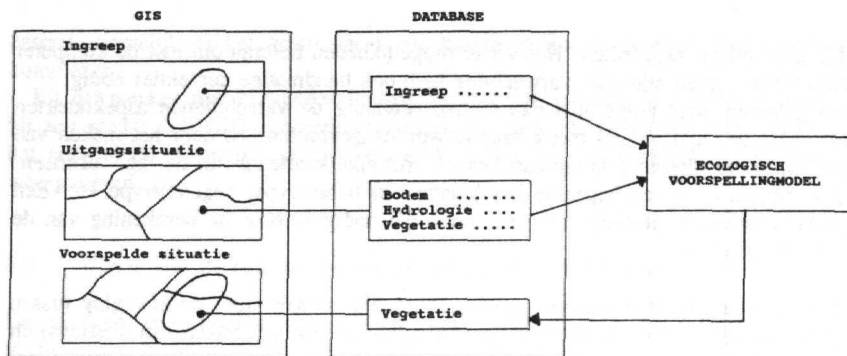 GIS
DATABASE
Ingreep
Ingreep ......
Uitgangssituatie
ECOLOGISCH
VOORSPELLINGMODEL
Bodem ......
Hydrologie ......
Vegetatie ......
Voorspelde situatie
Vegetatie